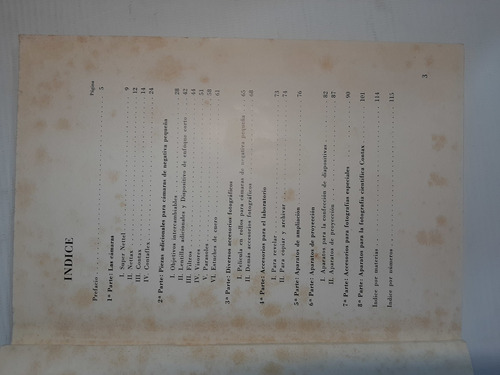 INDICE
Página
Prefacio 5
1ª Parte: Las cámaras
I. Super Nettel 9
II. Nettax 12
III. Contax 14
IV. Contaflex 24
2ª Parte: Piezas adicionales para cámaras de negativo pequeño
I. Objetivos intercambiables 28
II. Lentillas adicionales y Dispositivos de enfoque corto 42
III. Filtros 44
IV. Visores 51
V. Parasoles 58
VI. Estuches de cuero 61
3ª Parte: Diversos accesorios fotográficos
I. Película en rollos para cámaras de negativo pequeño 65
II. Demás accesorios fotográficos 68
4ª Parte: Accesorios para el laboratorio
I. Para revelar 73
II. Para copiar y archivar 74
5ª Parte: Aparatos de ampliación 76
6ª Parte: Aparatos de proyección
I. Aparatos para la confección de diapositivas 82
II. Aparatos de proyección 87
7ª Parte: Accesorios para fotografías especiales 90
8ª Parte: Aparatos para la fotografía científica Contax 101
Indice por materias 114
Indice por números 115
3